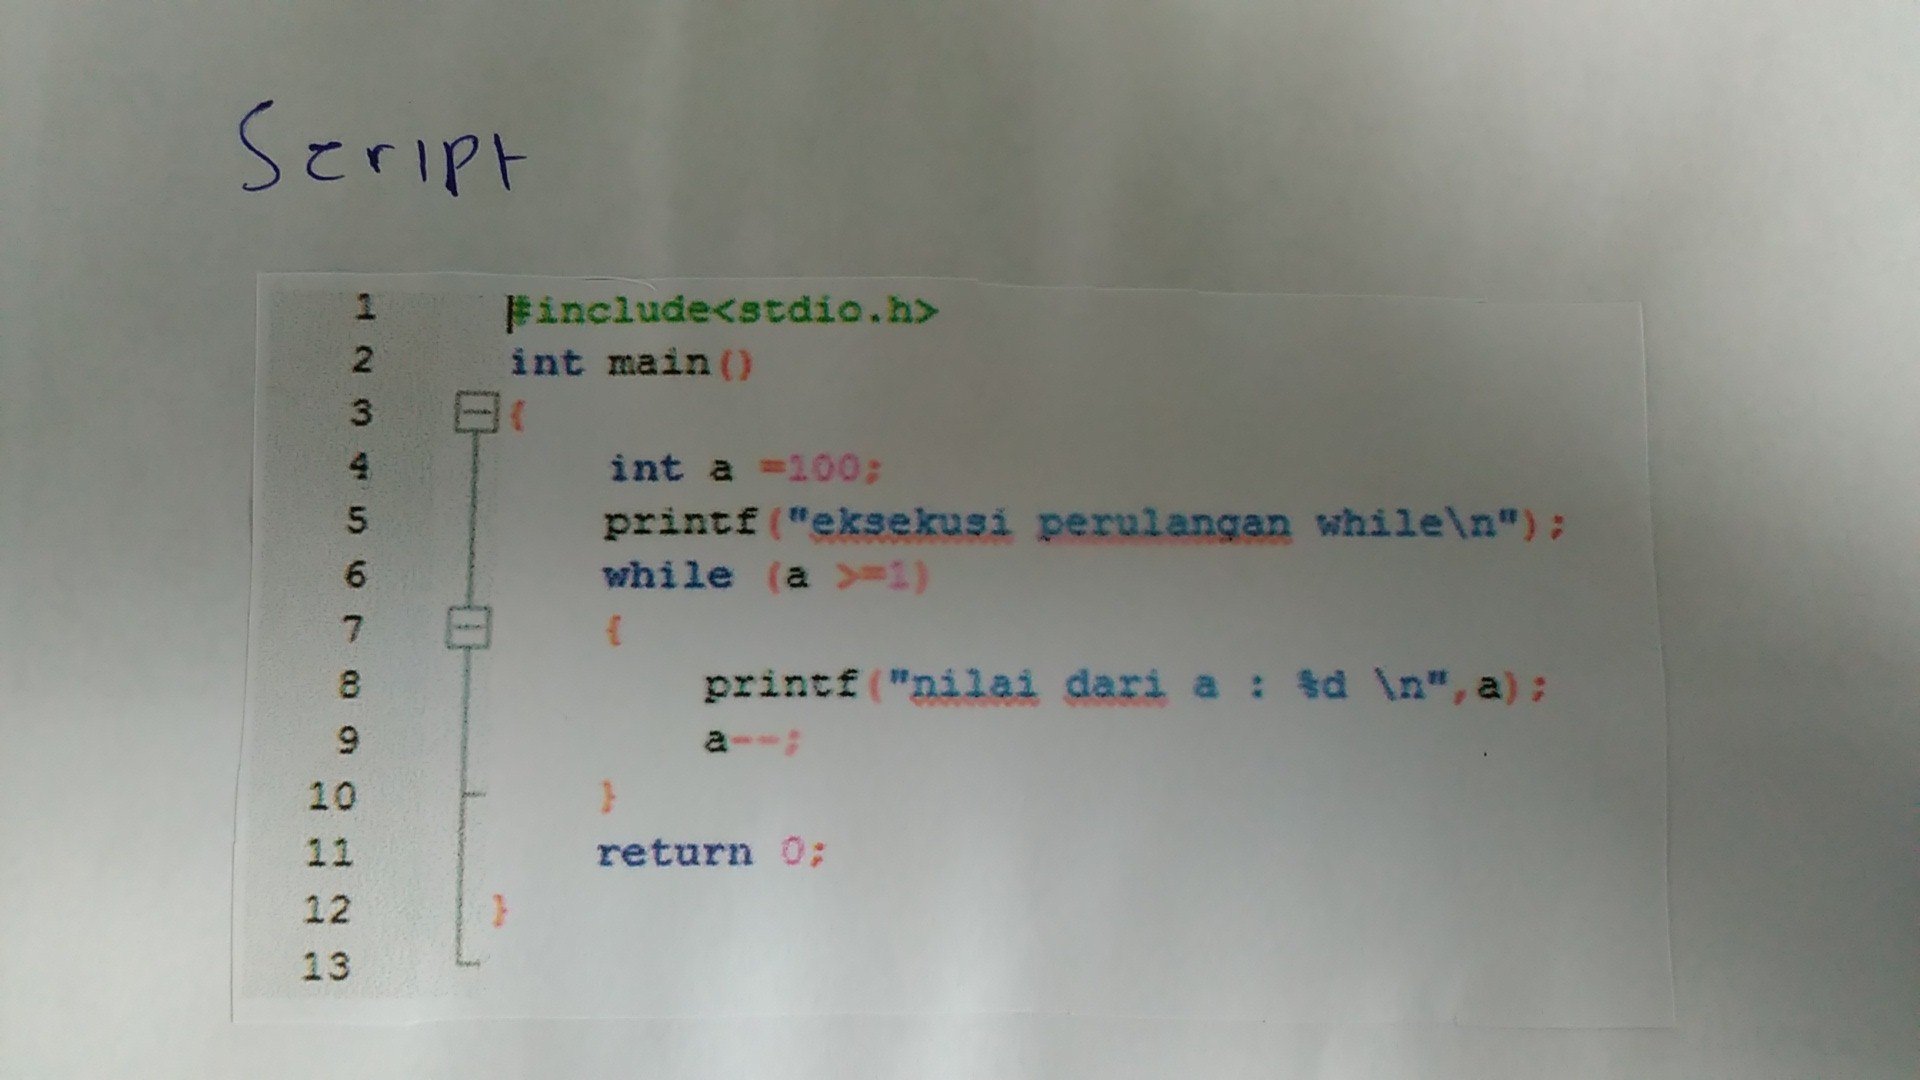 Script
1 #include<stdio.h>
2 int main()
3 {
4 int a =100;
5 printf("eksekusi perulangan while\n");
6 while (a >=1)
7 {
8 printf("nilai dari a : %d \n",a);
9 a--;
10 }
11 return 0;
12 }
13